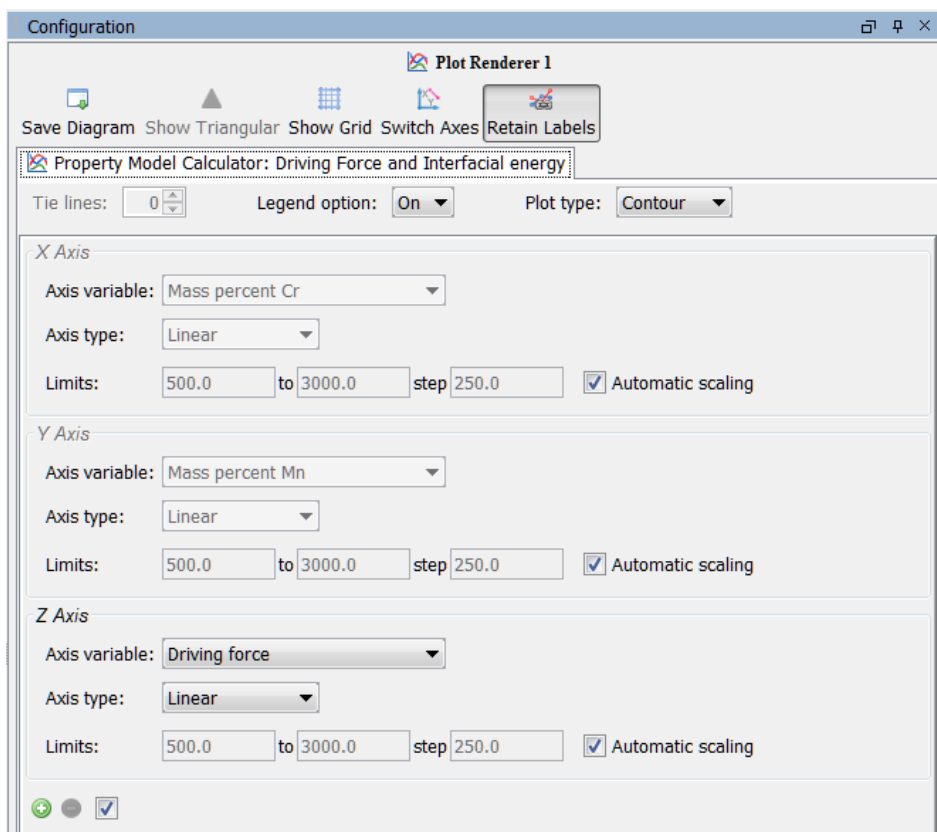 Configuration
Plot Renderer 1
Save Diagram Show Triangular Show Grid Switch Axes Retain Labels
Property Model Calculator: Driving Force and Interfacial energy
Tie lines: 0 Legend option: On Plot type: Contour
X Axis
Axis variable: Mass percent Cr
Axis type: Linear
Limits: 500.0 to 3000.0 step 250.0 Automatic scaling
Y Axis
Axis variable: Mass percent Mn
Axis type: Linear
Limits: 500.0 to 3000.0 step 250.0 Automatic scaling
Z Axis
Axis variable: Driving force
Axis type: Linear
Limits: 500.0 to 3000.0 step 250.0 Automatic scaling